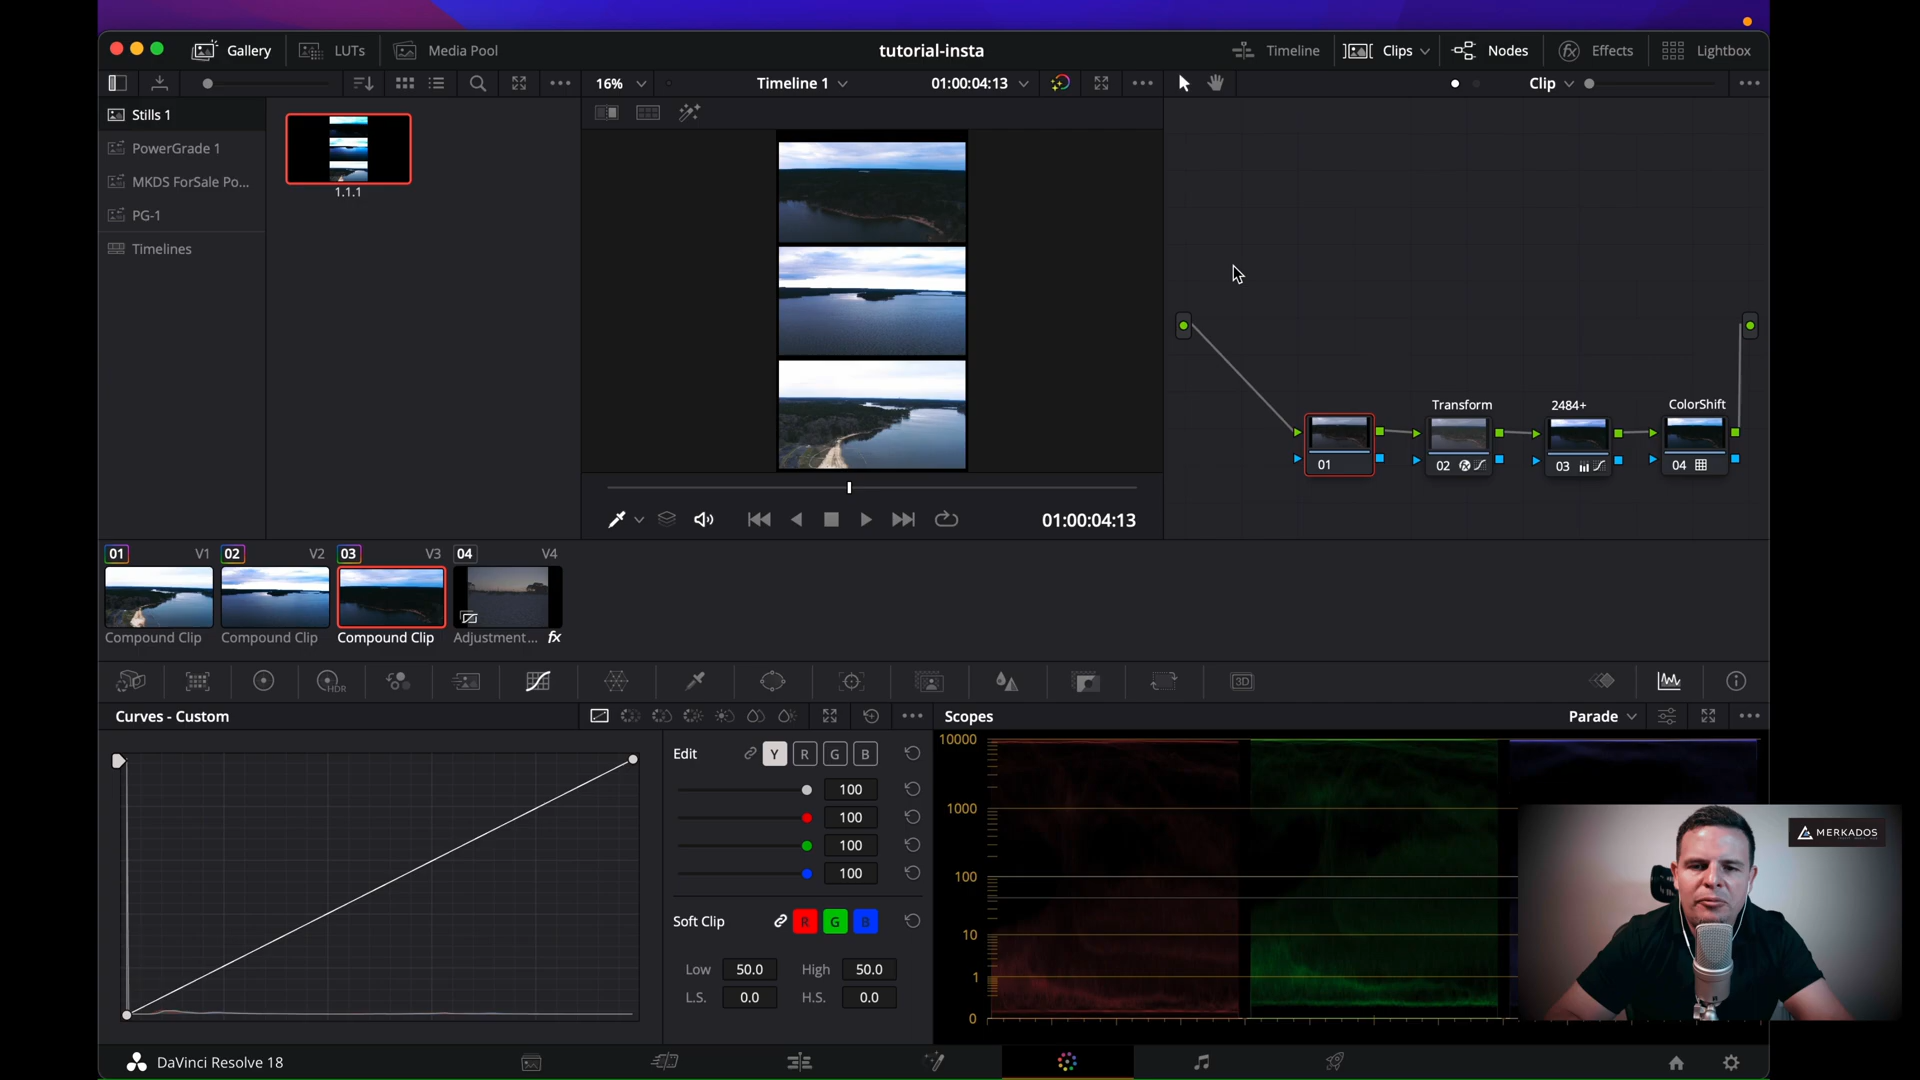 Gallery
LUTs
Media Pool
tutorial-insta
Timeline
Clips
Nodes
Effects
Lightbox
16%
Timeline 1
01:00:04:13
Clip
Stills 1
PowerGrade 1
MKDS ForSale Po...
PG-1
Timelines
1.1.1
Transform
2484+
ColorShift
01
02
03
04
01:00:04:13
01 V1
02 V2
03 V3
04 V4
Compound Clip
Compound Clip
Compound Clip
Adjustment... fx
HDR
3D
Curves - Custom
Scopes
Parade
Edit
Y R G B
100
100
100
100
Soft Clip
R G B
Low 50.0 High 50.0
L.S. 0.0 H.S. 0.0
10000
1000
100
10
1
0
MERKADOS
DaVinci Resolve 18